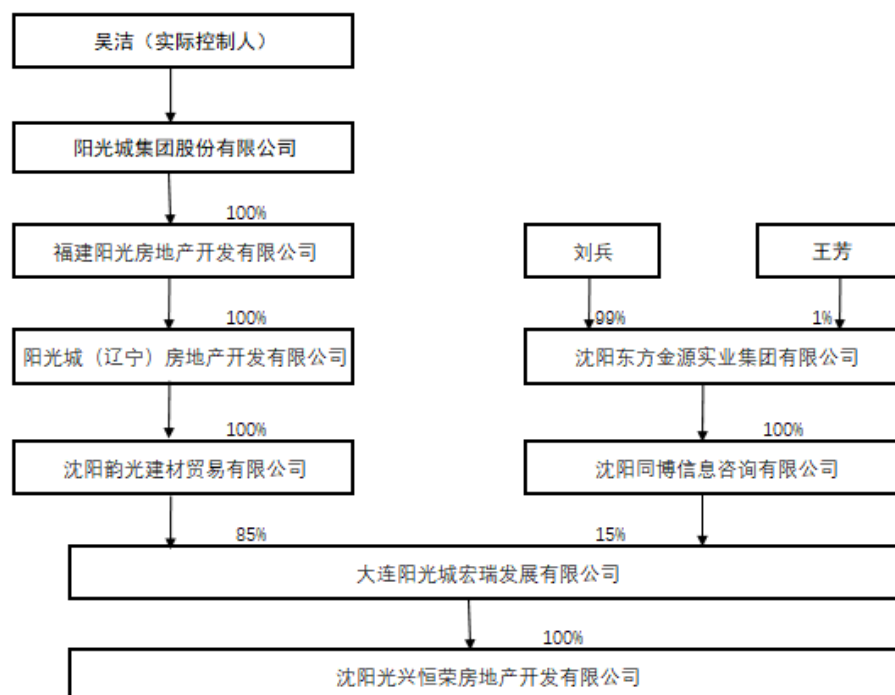 吴洁（实际控制人）
阳光城集团股份有限公司
100%
福建阳光房地产开发有限公司
刘兵
王芳
100%
99%
1%
阳光城（辽宁）房地产开发有限公司
沈阳东方金源实业集团有限公司
100%
100%
沈阳韵光建材贸易有限公司
沈阳同博信息咨询有限公司
85%
15%
大连阳光城宏瑞发展有限公司
100%
沈阳光兴恒荣房地产开发有限公司